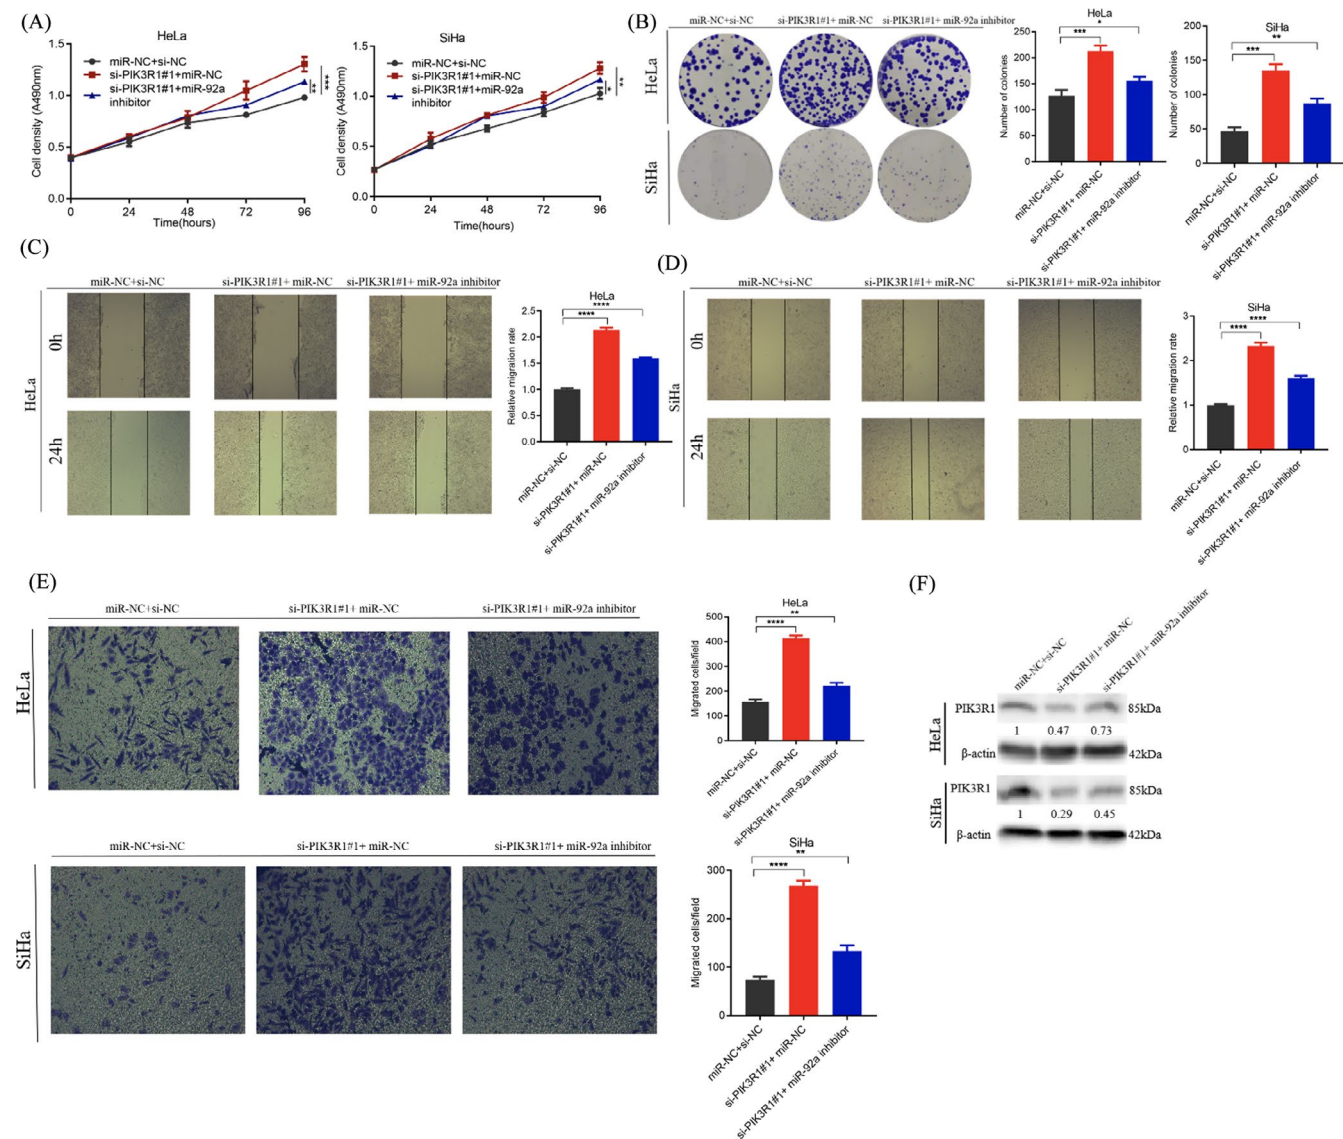 (A)
HeLa
Cell density (A490nm)
1.5
1.0
0.5
0.0
miR-NC+si-NC
si-PIK3R1#1+miR-NC
si-PIK3R1#1+miR-92a
inhibitor
**
***
0 24 48 72 96
Time(hours)
SiHa
Cell density (A490nm)
1.5
1.0
0.5
0.0
miR-NC+si-NC
si-PIK3R1#1+miR-NC
si-PIK3R1#1+miR-92a
inhibitor
*
**
0 24 48 72 96
Time(hours)
(B)
miR-NC+si-NC si-PIK3R1#1+ miR-NC si-PIK3R1#1+ miR-92a inhibitor
HeLa
SiHa
HeLa
Number of colonies
250
200
150
100
50
0
*
***
miR-NC+si-NC
si-PIK3R1#1+ miR-NC
si-PIK3R1#1+ miR-92a inhibitor
SiHa
Number of colonies
200
150
100
50
0
**
***
miR-NC+si-NC
si-PIK3R1#1+ miR-NC
si-PIK3R1#1+ miR-92a inhibitor
(C)
miR-NC+si-NC si-PIK3R1#1+ miR-NC si-PIK3R1#1+ miR-92a inhibitor
HeLa
0h
24h
HeLa
Relative migration rate
2.5
2.0
1.5
1.0
0.5
0.0
****
****
miR-NC+si-NC
si-PIK3R1#1+ miR-NC
si-PIK3R1#1+ miR-92a inhibitor
(D)
miR-NC+si-NC si-PIK3R1#1+ miR-NC si-PIK3R1#1+ miR-92a inhibitor
SiHa
0h
24h
SiHa
Relative migration rate
3
2
1
0
****
****
miR-NC+si-NC
si-PIK3R1#1+ miR-NC
si-PIK3R1#1+ miR-92a inhibitor
(E)
miR-NC+si-NC si-PIK3R1#1+ miR-NC si-PIK3R1#1+ miR-92a inhibitor
HeLa
HeLa
Migrated cells/field
500
400
300
200
100
0
**
****
miR-NC+si-NC
si-PIK3R1#1+ miR-NC
si-PIK3R1#1+ miR-92a inhibitor
miR-NC+si-NC si-PIK3R1#1+ miR-NC si-PIK3R1#1+ miR-92a inhibitor
SiHa
SiHa
Migrated cells/field
300
200
100
0
**
****
miR-NC+si-NC
si-PIK3R1#1+ miR-NC
si-PIK3R1#1+ miR-92a inhibitor
(F)
miR-NC+si-NC
si-PIK3R1#1+ miR-NC
si-PIK3R1#1+ miR-92a inhibitor
HeLa
PIK3R1 85kDa
1 0.47 0.73
β-actin 42kDa
SiHa
PIK3R1 85kDa
1 0.29 0.45
β-actin 42kDa